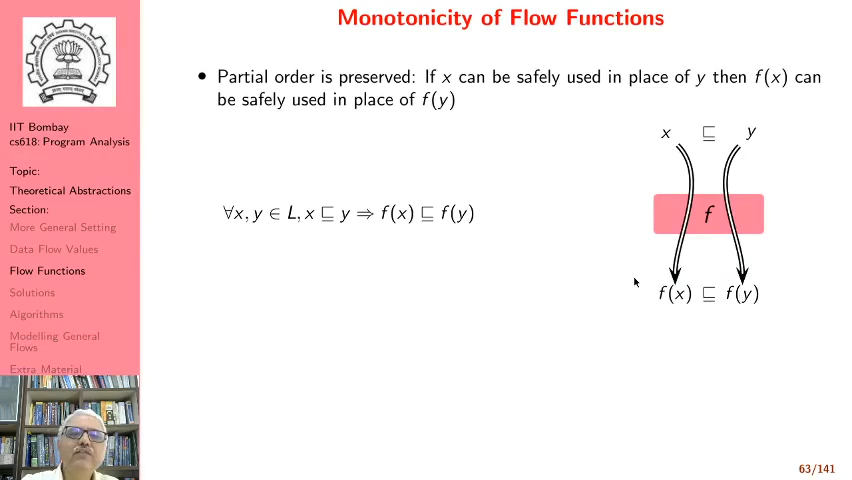 Monotonicity of Flow Functions
• Partial order is preserved: If x can be safely used in place of y then f(x) can
be safely used in place of f(y)
∀x, y ∈ L, x ⊑ y ⇒ f(x) ⊑ f(y)
x ⊑ y
f
f(x) ⊑ f(y)
IIT Bombay
cs618: Program Analysis
Topic:
Theoretical Abstractions
Section:
More General Setting
Data Flow Values
Flow Functions
Solutions
Algorithms
Modelling General
Flows
Extra Material
63/141